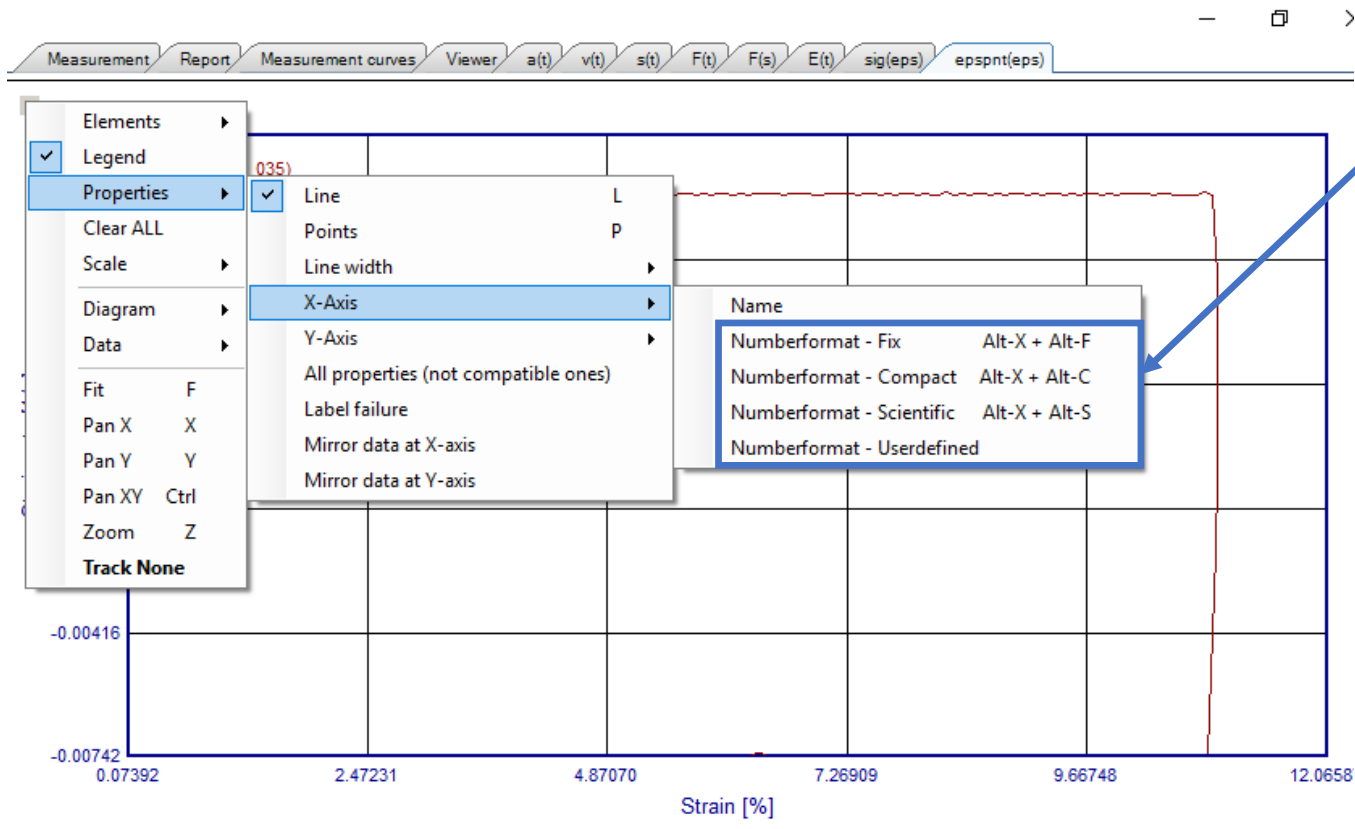 Measurement Report Measurement curves Viewer a(t) v(t) s(t) F(t) F(s) E(t) sig(eps) epspnt(eps)
Elements
Legend
Properties
Clear ALL
Scale
Diagram
Data
Fit F
Pan X X
Pan Y Y
Pan XY Ctrl
Zoom Z
Track None
035)
Line L
Points P
Line width
X-Axis
Y-Axis
All properties (not compatible ones)
Label failure
Mirror data at X-axis
Mirror data at Y-axis
Name
Numberformat - Fix Alt-X + Alt-F
Numberformat - Compact Alt-X + Alt-C
Numberformat - Scientific Alt-X + Alt-S
Numberformat - Userdefined
-0.00416
-0.00742
0.07392 2.47231 4.87070 7.26909 9.66748 12.0658
Strain [%]